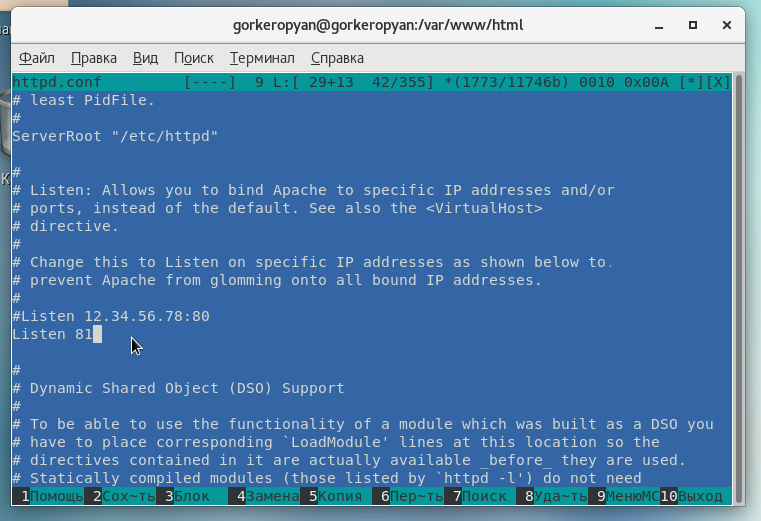 gorkeropyan@gorkeropyan:/var/www/html
Файл Правка Вид Поиск Терминал Справка
httpd.conf [----] 9 L:[ 29+13 42/355] *(1773/11746b) 0010 0x00A [*][X]
# least PidFile.
#
ServerRoot "/etc/httpd"
#
# Listen: Allows you to bind Apache to specific IP addresses and/or
# ports, instead of the default. See also the <VirtualHost>
# directive.
#
# Change this to Listen on specific IP addresses as shown below to.
# prevent Apache from glomming onto all bound IP addresses.
#
#Listen 12.34.56.78:80
Listen 81
#
# Dynamic Shared Object (DSO) Support
#
# To be able to use the functionality of a module which was built as a DSO you
# have to place corresponding `LoadModule' lines at this location so the
# directives contained in it are actually available _before_ they are used.
# Statically compiled modules (those listed by `httpd -l') do not need
1Помощь 2Сох~ть 3Блок 4Замена 5Копия 6Пер~ть 7Поиск 8Уда~ть 9МенюМС 10Выход